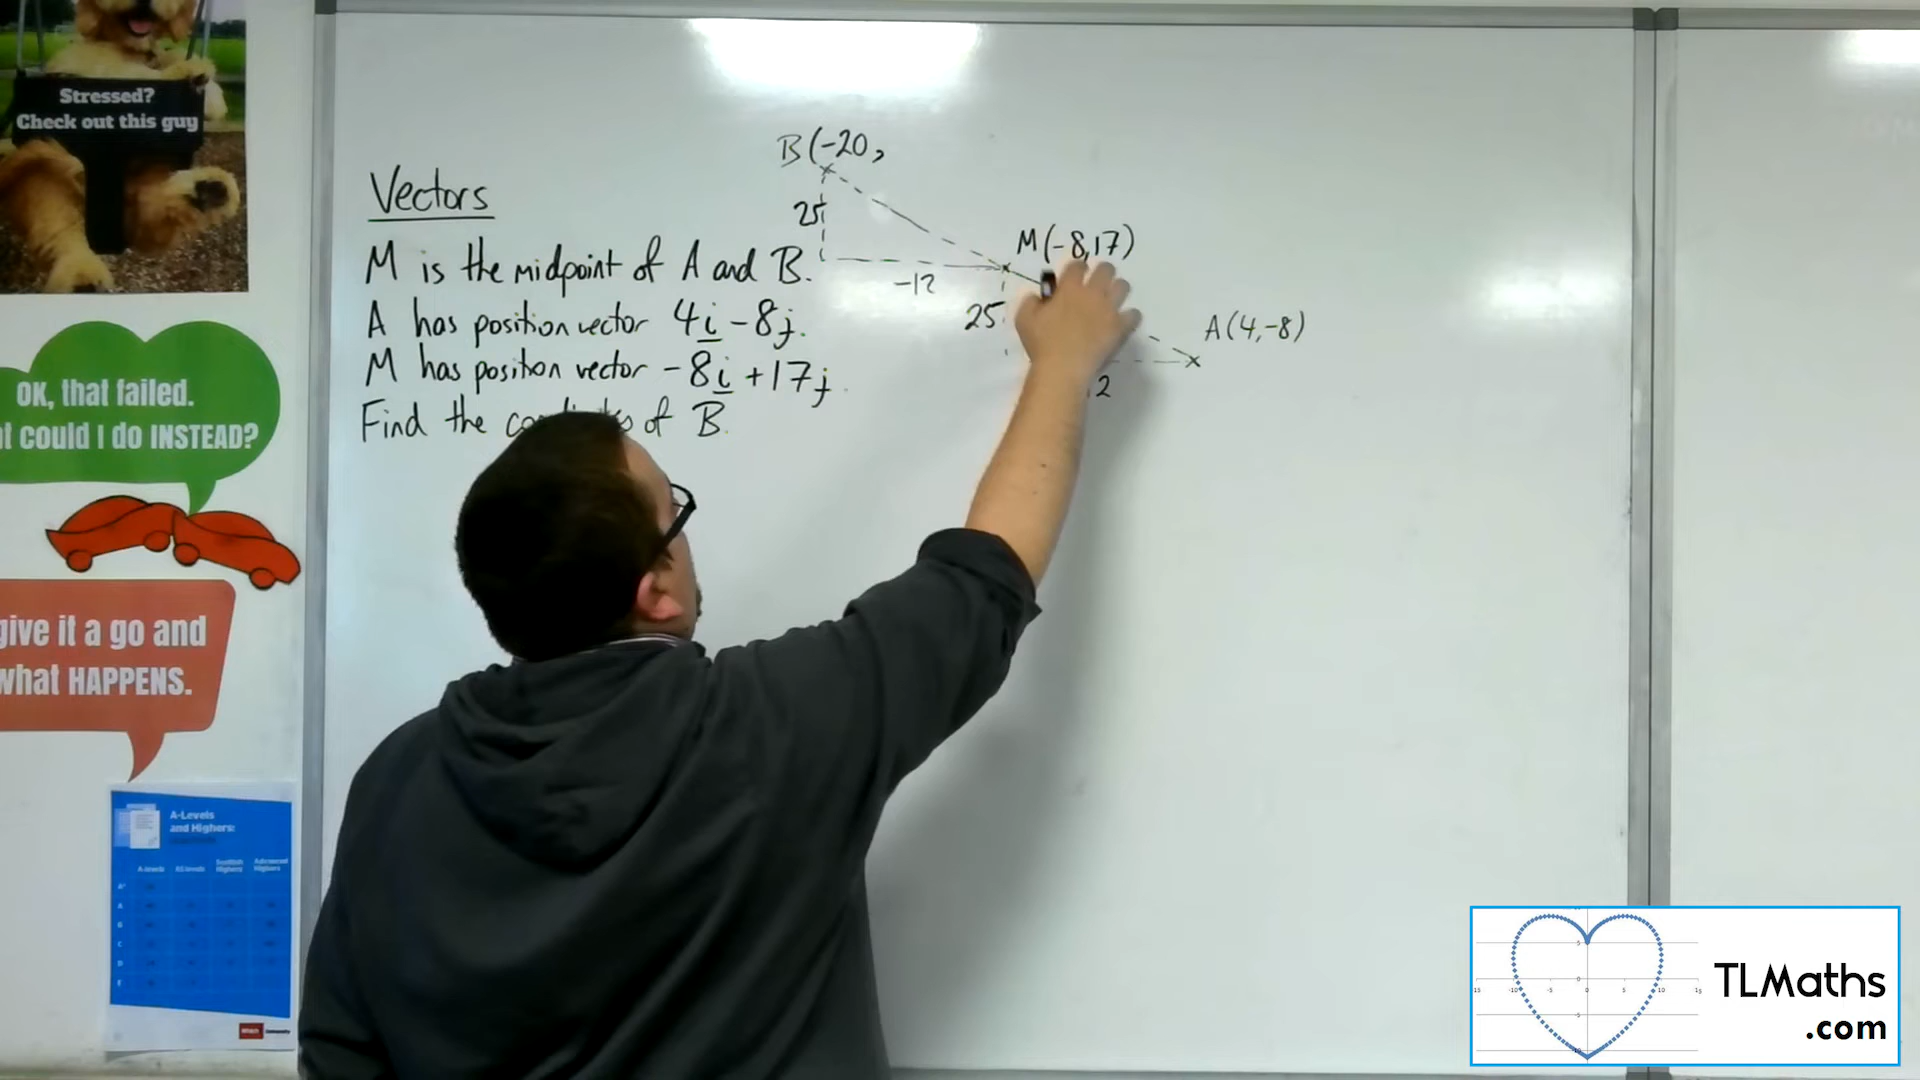 Stressed?
Check out this guy
OK, that failed.
t could I do INSTEAD?
give it a go and
what HAPPENS.
A-Levels
and Highers:
Vectors
M is the midpoint of A and B.
A has position vector 4i - 8j.
M has position vector -8i + 17j.
Find the of B.
B(-20,
25
-12
M(-8,17)
25
A(4,-8)
2
TLMaths
.com